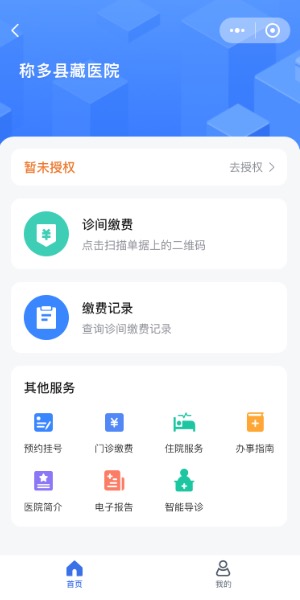 称多县藏医院
暂未授权 去授权
诊间缴费
点击扫描单据上的二维码
缴费记录
查询诊间缴费记录
其他服务
预约挂号 门诊缴费 住院服务 办事指南
医院简介 电子报告 智能导诊
首页 我的